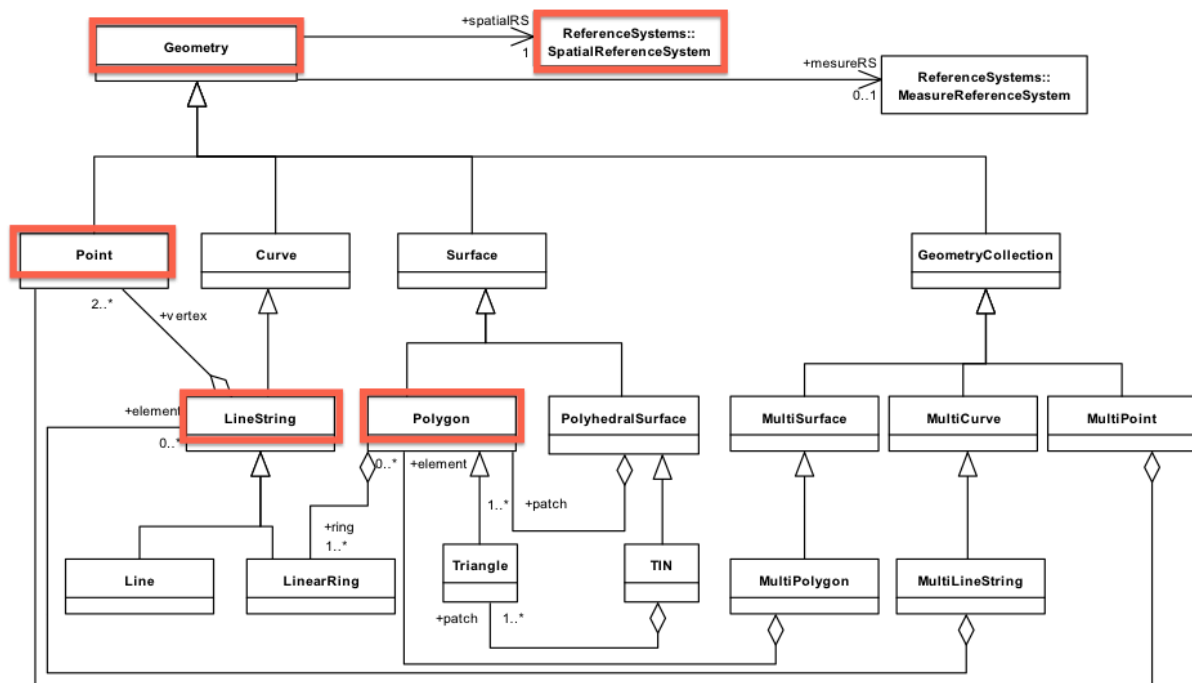 +spatialRS
ReferenceSystems::
Geometry
SpatialReferenceSystem
1
+mesureRS
ReferenceSystems::
0..1
MeasureReferenceSystem
Point
Curve
Surface
GeometryCollection
2..*
+vertex
+element
LineString
Polygon
PolyhedralSurface
MultiSurface
MultiCurve
MultiPoint
0..*
0..*
+element
1..*
+patch
+ring
1..*
Line
LinearRing
Triangle
TIN
MultiPolygon
MultiLineString
+patch
1..*